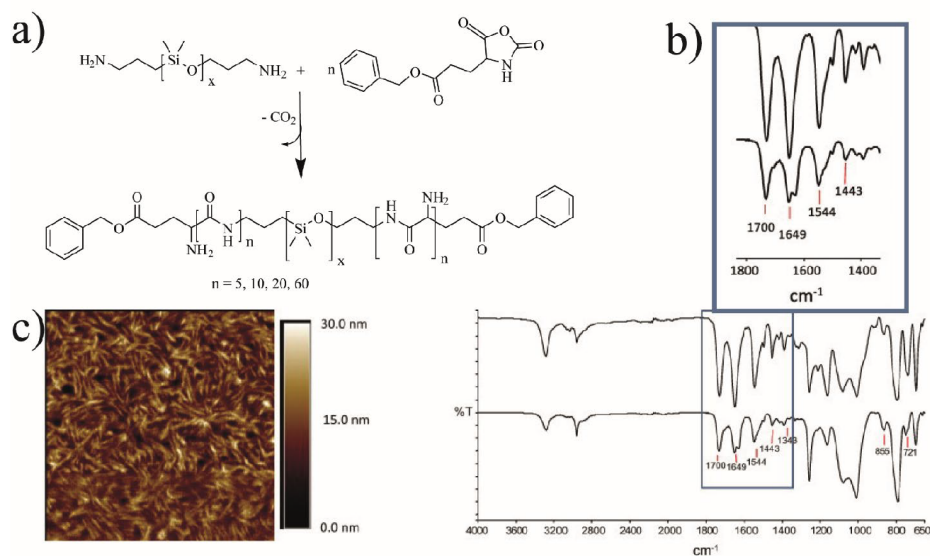 a)
H₂N
Si
O
x
NH₂
+
n
O
O
O
O
O
NH
- CO₂
O
O
O
N
H
NH₂
n
Si
O
x
H
N
O
NH₂
n
O
O
n = 5, 10, 20, 60
b)
1700
1649
1544
1443
1800
1600
1400
cm⁻¹
c)
30.0 nm
15.0 nm
0.0 nm
%T
1700
1649
1544
1443
1343
855
721
4000
3600
3200
2800
2400
2000
1800
1600
1400
1200
1000
800
650
cm⁻¹